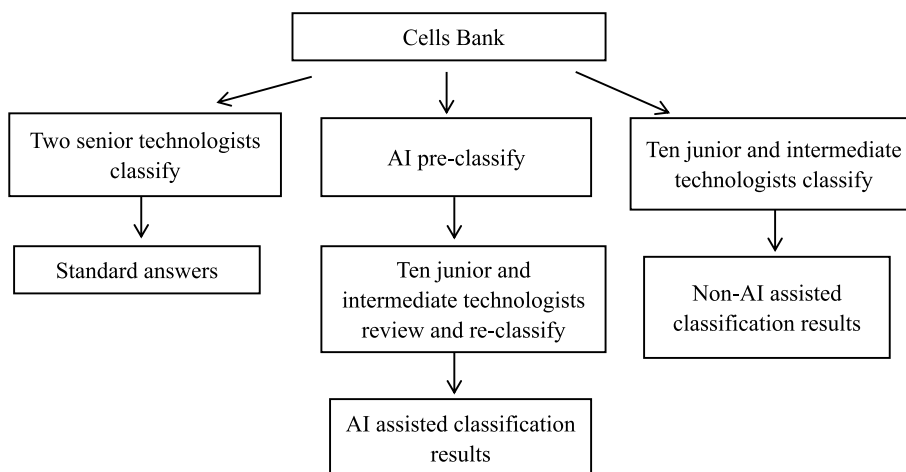 Cells Bank
Two senior technologists
classify
AI pre-classify
Ten junior and intermediate
technologists classify
Standard answers
Ten junior and
intermediate technologists
review and re-classify
Non-AI assisted
classification results
AI assisted classification
results